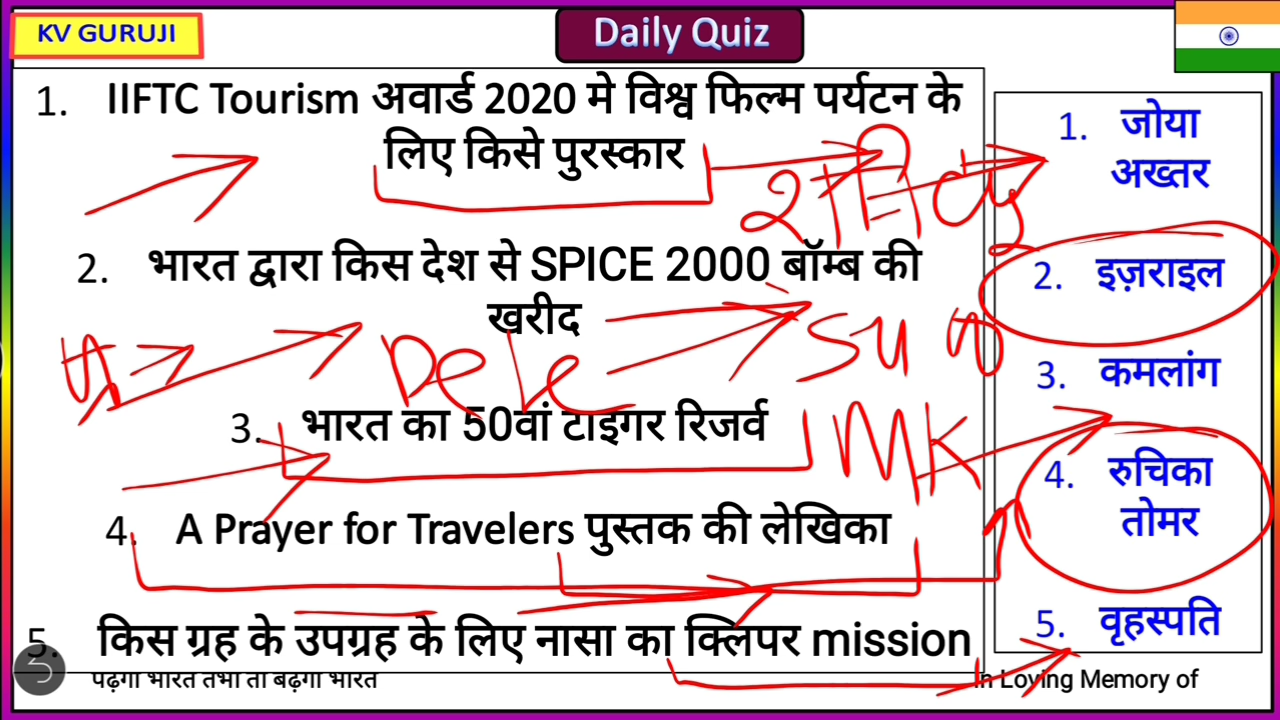 KV GURUJI
Daily Quiz
1. IIFTC Tourism अवार्ड 2020 मे विश्व फिल्म पर्यटन के
लिए किसे पुरस्कार
2. भारत द्वारा किस देश से SPICE 2000 बॉम्ब की
खरीद
3. भारत का 50वां टाइगर रिजर्व
4. A Prayer for Travelers पुस्तक की लेखिका
5. किस ग्रह के उपग्रह के लिए नासा का क्लिपर mission
1. जोया
अख्तर
2. इज़राइल
3. कमलांग
4. रुचिका
तोमर
5. वृहस्पति
MK
पढ़ेगा भारत तभी तो बढ़ेगा भारत
In Loving Memory of